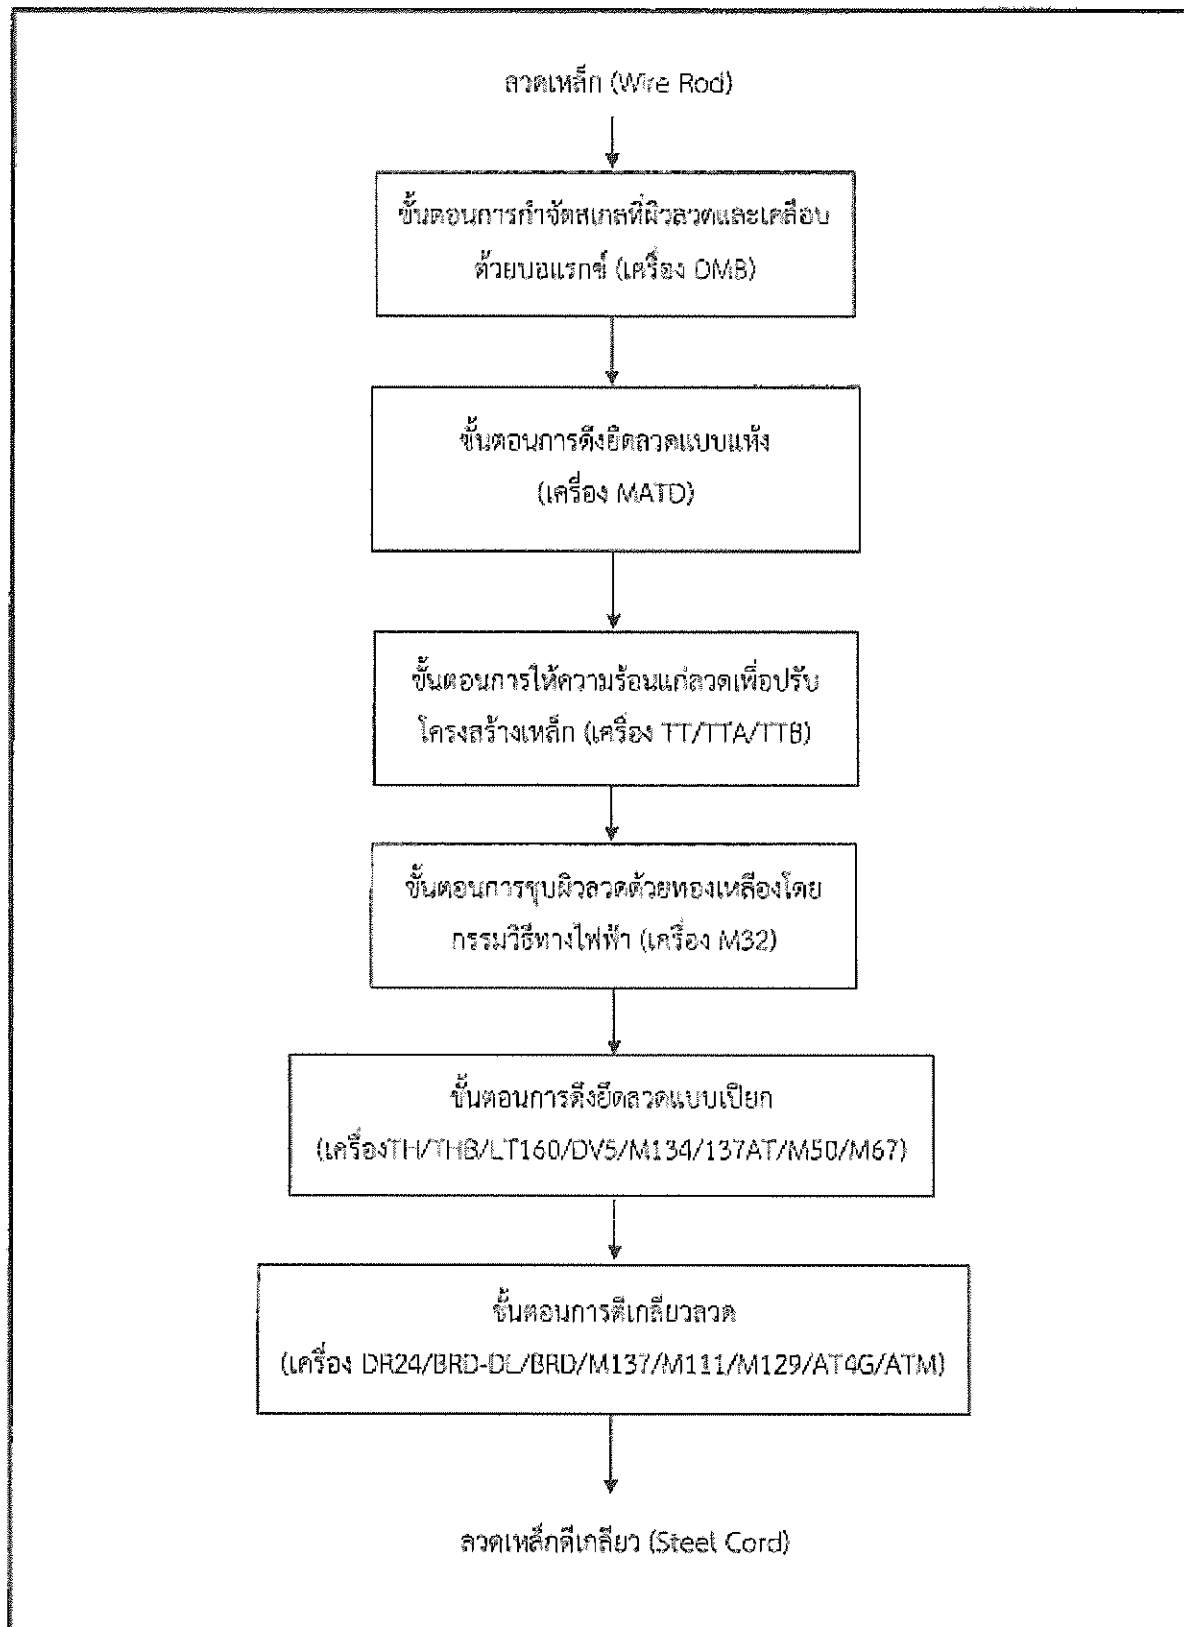 ลวดเหล็ก (Wire Rod)
ขั้นตอนการกำจัดสเกลที่ผิวลวดและเคลือบ
ด้วยบอแรกซ์ (เครื่อง DMB)
ขั้นตอนการดึงยืดลวดแบบแห้ง
(เครื่อง MATD)
ขั้นตอนการให้ความร้อนแก่ลวดเพื่อปรับ
โครงสร้างเหล็ก (เครื่อง TT/TTA/TTB)
ขั้นตอนการชุบผิวลวดด้วยทองเหลืองโดย
กรรมวิธีทางไฟฟ้า (เครื่อง M32)
ขั้นตอนการดึงยืดลวดแบบเปียก
(เครื่องTH/THB/LT160/DV5/M134/137AT/M50/M67)
ขั้นตอนการตีเกลียวลวด
(เครื่อง DR24/BRD-DL/BRD/M137/M111/M129/AT4G/ATM)
ลวดเหล็กตีเกลียว (Steel Cord)